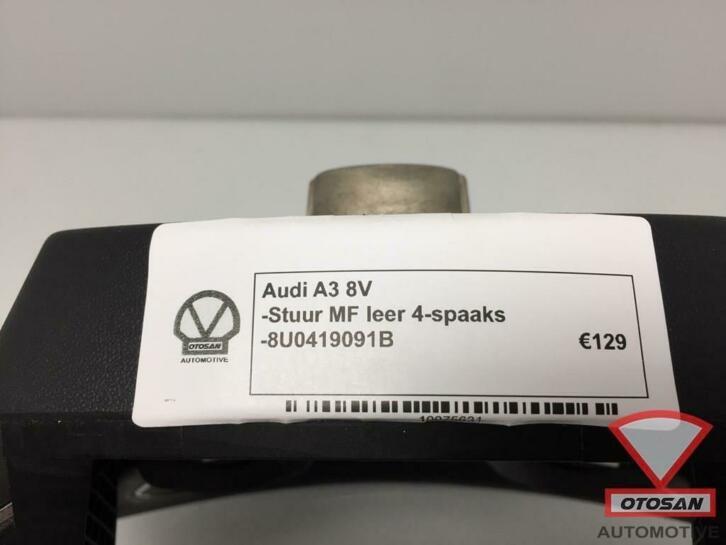 Audi A3 8V
-Stuur MF leer 4-spaaks
-8U0419091B
€129
OTOSAN
AUTOMOTIVE
OTOSAN
AUTOMOTIVE